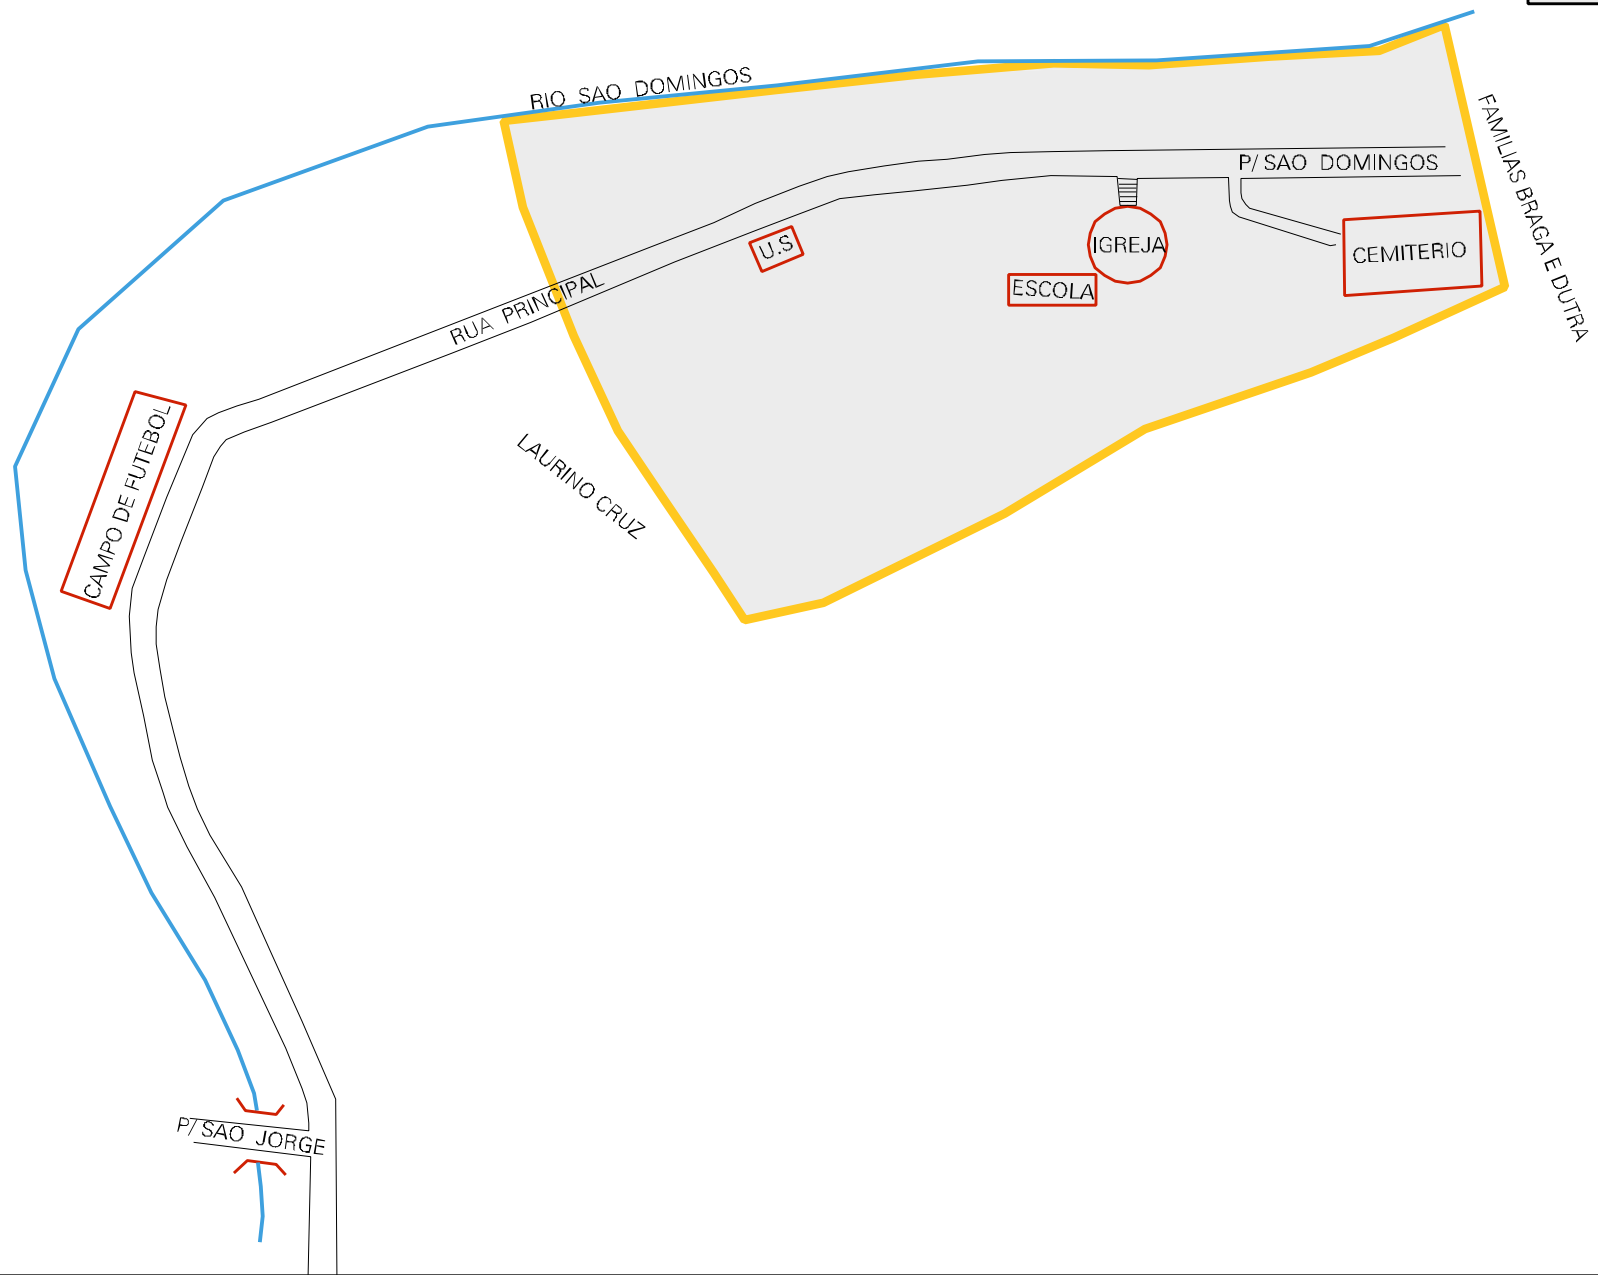 RIO SAO DOMINGOS
FAMILIAS BRAGA E DUTRA
P/ SAO DOMINGOS
U.S
IGREJA
CEMITERIO
ESCOLA
RUA PRINCIPAL
CAMPO DE FUTEBOL
LAURINO CRUZ
P/ SAO JORGE